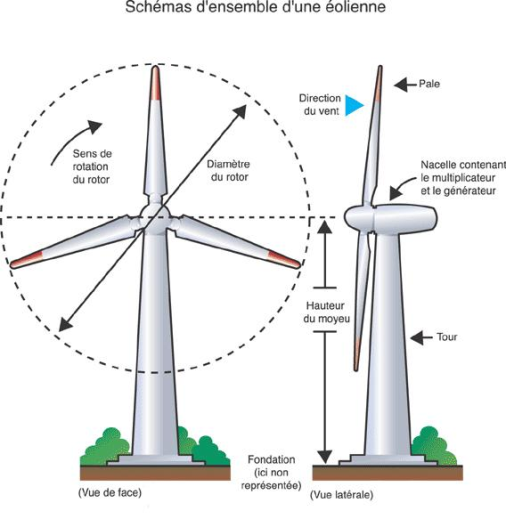 Schémas d'ensemble d'une éolienne
Sens de
rotation
du rotor
Diamètre
du rotor
Direction
du vent
Pale
Nacelle contenant
le multiplicateur
et le générateur
Hauteur
du moyeu
Tour
Fondation
(ici non
représentée)
(Vue de face)
(Vue latérale)